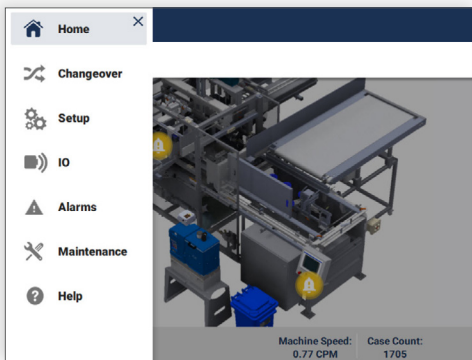 Home
Changeover
Setup
IO
Alarms
Maintenance
Help
Machine Speed: Case Count:
0.77 CPM 1705